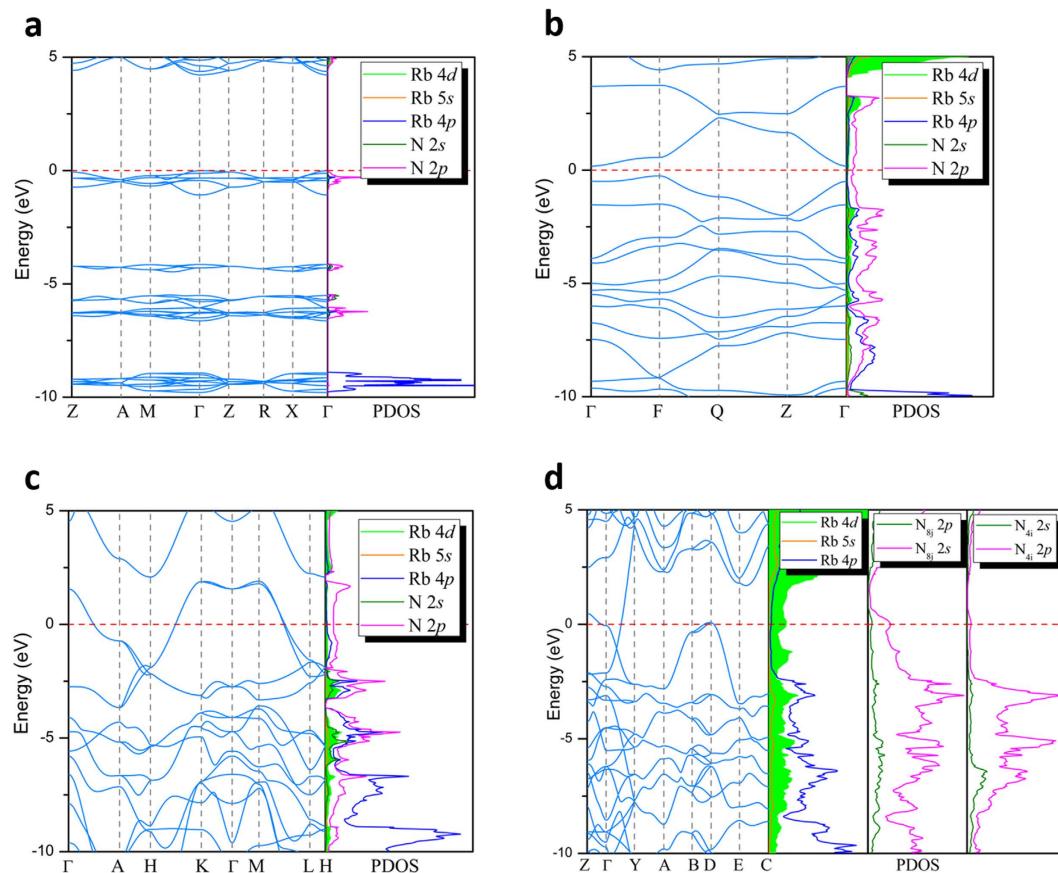 a
5
0
-5
-10
Energy (eV)
Z A M Γ Z R X Γ PDOS
Rb 4d
Rb 5s
Rb 4p
N 2s
N 2p
b
5
0
-5
-10
Energy (eV)
Γ F Q Z Γ PDOS
Rb 4d
Rb 5s
Rb 4p
N 2s
N 2p
c
5
0
-5
-10
Energy (eV)
Γ A H K Γ M L H PDOS
Rb 4d
Rb 5s
Rb 4p
N 2s
N 2p
d
5
0
-5
-10
Energy (eV)
Z Γ Y A B D E C PDOS
Rb 4d
Rb 5s
Rb 4p
N8j 2p
N8j 2s
N4i 2s
N4i 2p